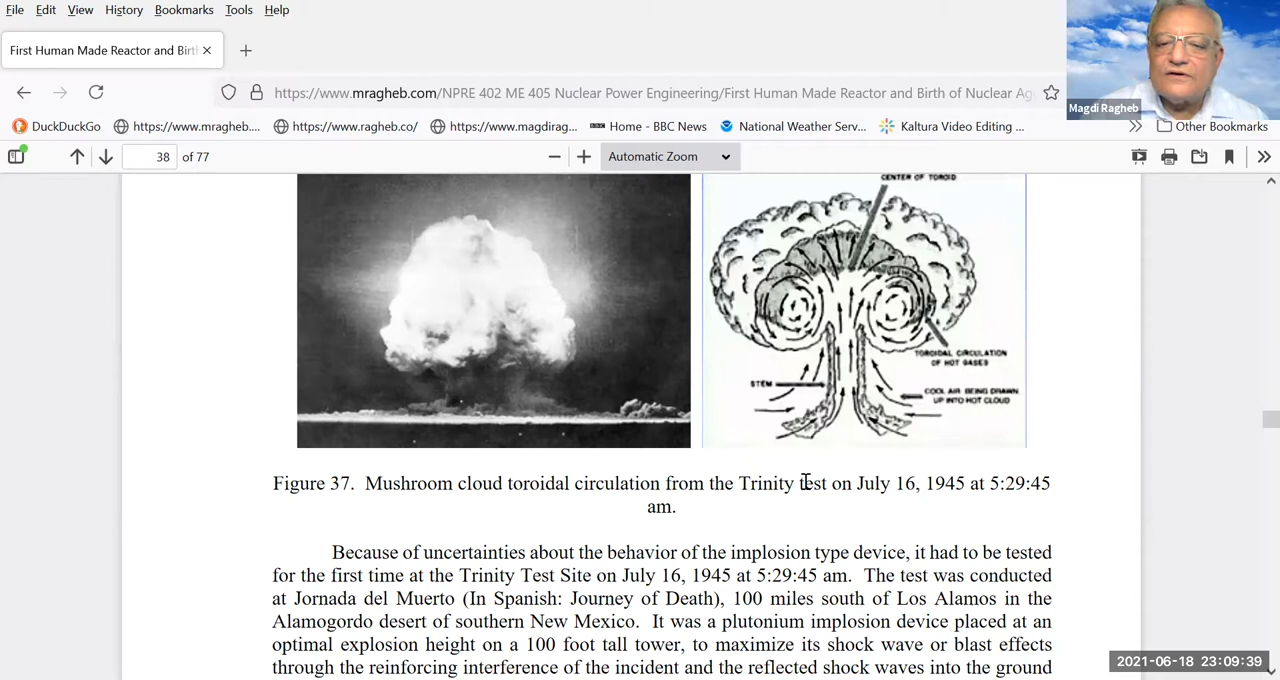 File Edit View History Bookmarks Tools Help
First Human Made Reactor and Birt
https://www.mragheb.com/NPRE 402 ME 405 Nuclear Power Engineering/First Human Made Reactor and Birth of Nuclear Ag
Magdi Ragheb
DuckDuckGo https://www.mragheb.... https://www.ragheb.co/ https://www.magdirag... BBC Home - BBC News National Weather Serv... Kaltura Video Editing ... Other Bookmarks
38 of 77 Automatic Zoom
CENTER OF TOROID
TOROIDAL CIRCULATION
OF HOT GASES
STEM
COOL AIR BEING DRAWN
UP INTO HOT CLOUD
Figure 37. Mushroom cloud toroidal circulation from the Trinity test on July 16, 1945 at 5:29:45
am.
Because of uncertainties about the behavior of the implosion type device, it had to be tested
for the first time at the Trinity Test Site on July 16, 1945 at 5:29:45 am. The test was conducted
at Jornada del Muerto (In Spanish: Journey of Death), 100 miles south of Los Alamos in the
Alamogordo desert of southern New Mexico. It was a plutonium implosion device placed at an
optimal explosion height on a 100 foot tall tower, to maximize its shock wave or blast effects
through the reinforcing interference of the incident and the reflected shock waves into the ground
2021-06-18 23:09:39